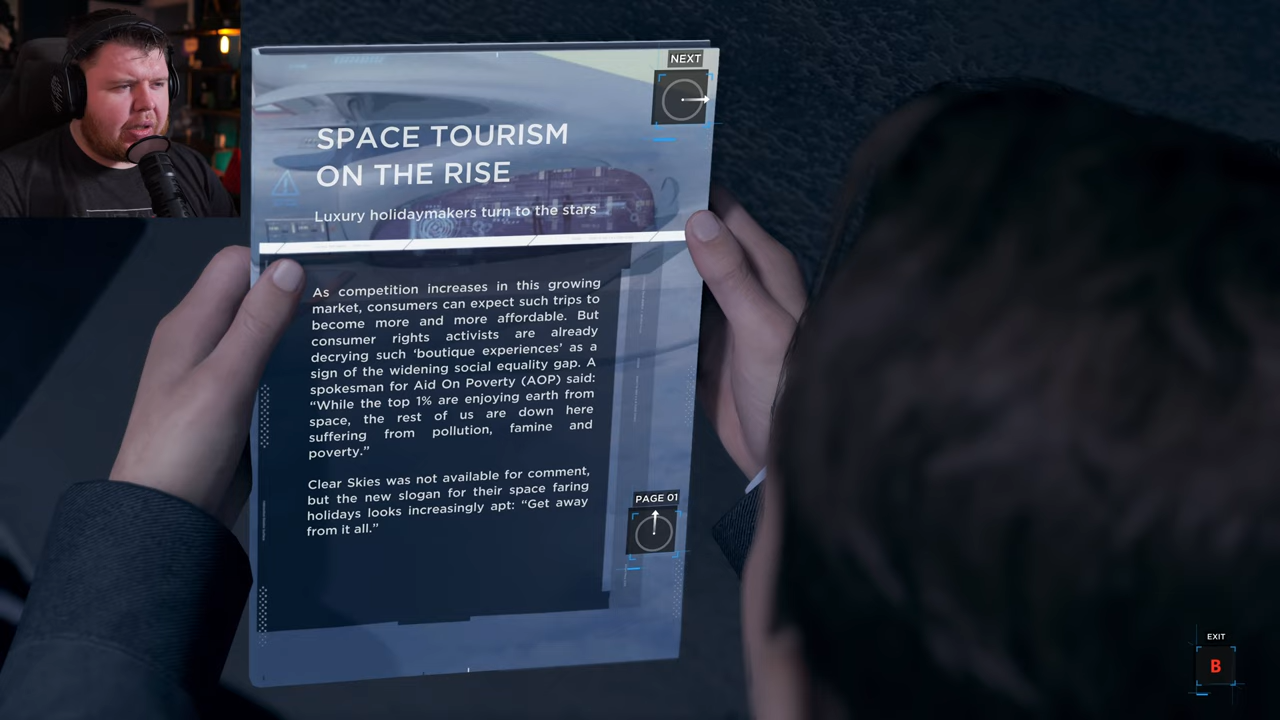 NEXT
SPACE TOURISM
ON THE RISE
Luxury holidaymakers turn to the stars
As competition increases in this growing
market, consumers can expect such trips to
become more and more affordable. But
consumer rights activists are already
decrying such ‘boutique experiences’ as a
sign of the widening social equality gap. A
spokesman for Aid On Poverty (AOP) said:
“While the top 1% are enjoying earth from
space, the rest of us are down here
suffering from pollution, famine and
poverty.”
Clear Skies was not available for comment,
but the new slogan for their space faring
holidays looks increasingly apt: “Get away
from it all.”
PAGE 01
EXIT
B